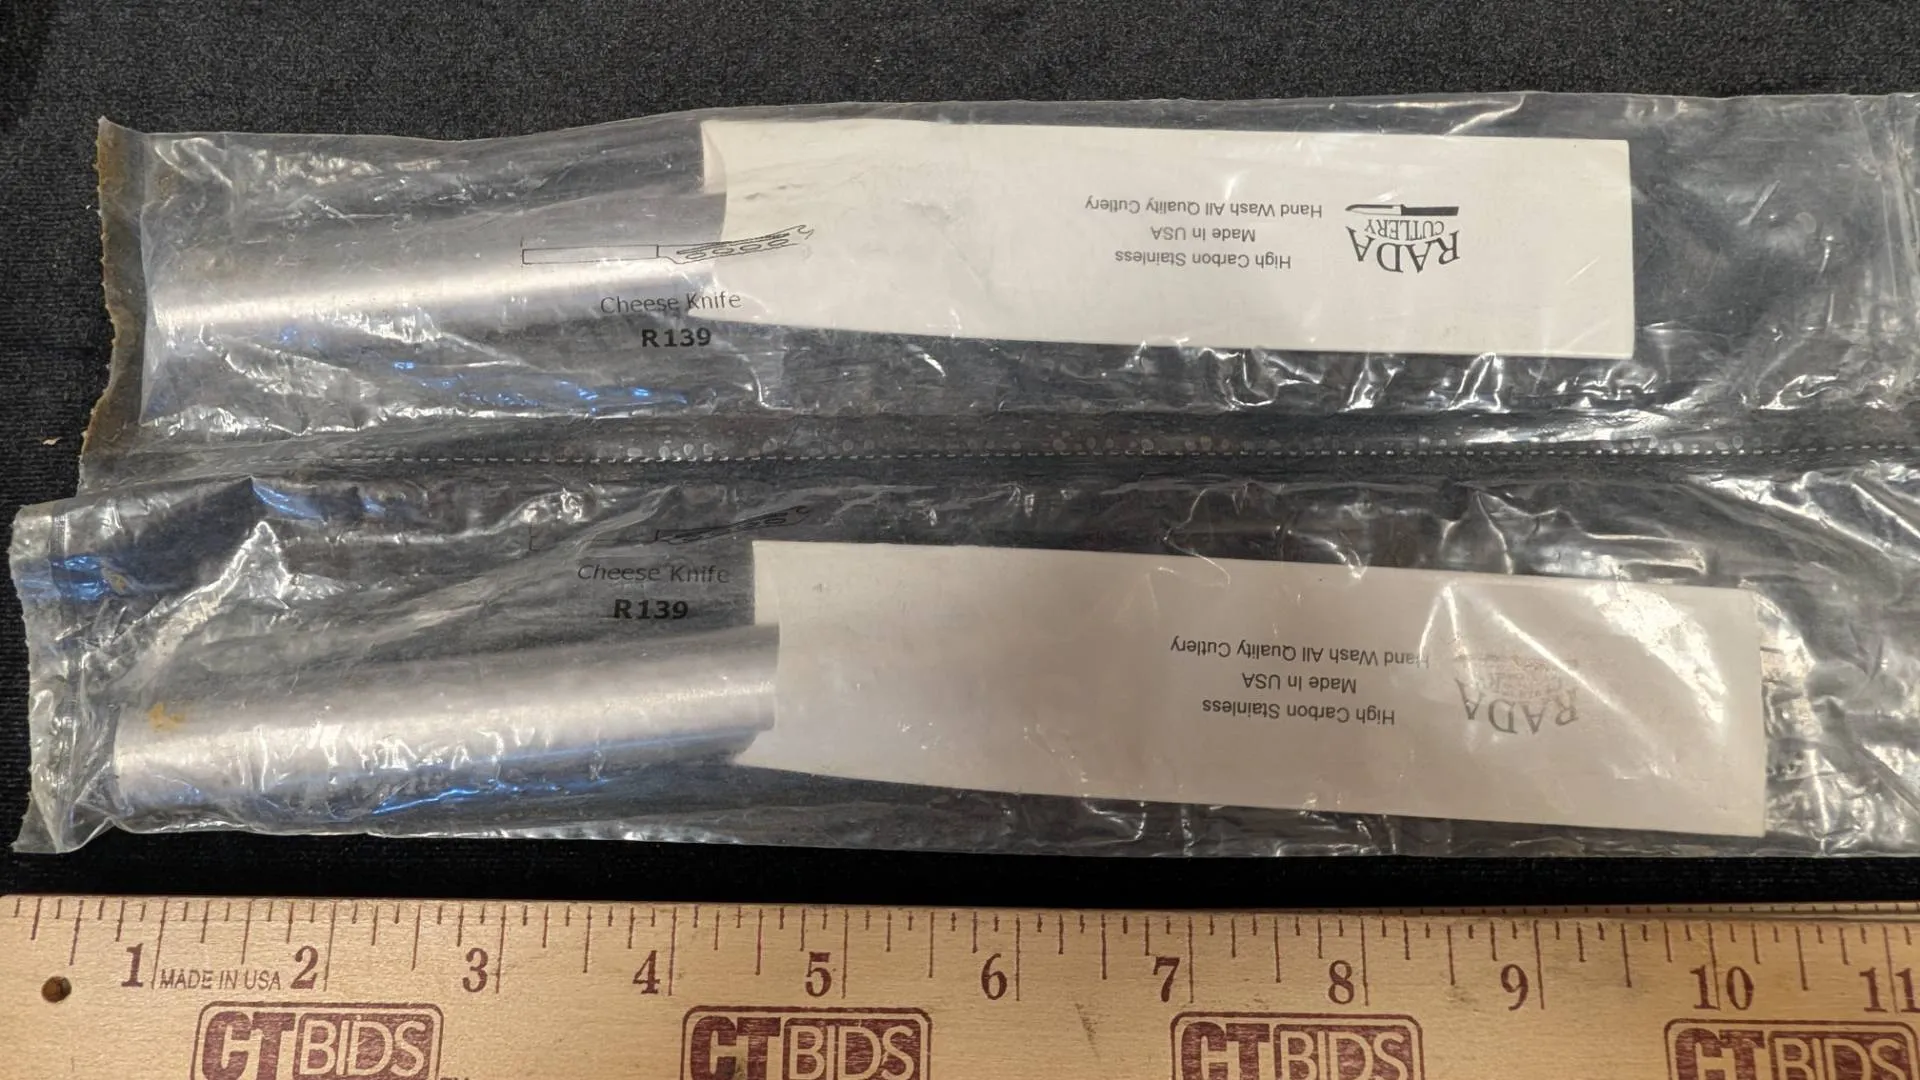 Cheese Knife
R139
RADA
CUTLERY
High Carbon Stainless
Made In USA
Hand Wash All Quality Cutlery
Cheese Knife
R139
RADA
CUTLERY
High Carbon Stainless
Made In USA
Hand Wash All Quality Cutlery
1 2 3 4 5 6 7 8 9 10 11
MADE IN USA
CTBIDS CTBIDS CTBIDS CTBIDS